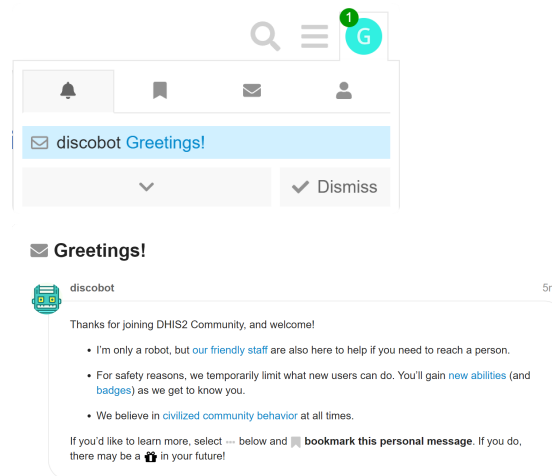 1
G
discobot Greetings!
Dismiss
Greetings!
discobot
Thanks for joining DHIS2 Community, and welcome!
• I'm only a robot, but our friendly staff are also here to help if you need to reach a person.
• For safety reasons, we temporarily limit what new users can do. You'll gain new abilities (and
badges) as we get to know you.
• We believe in civilized community behavior at all times.
If you'd like to learn more, select below and bookmark this personal message. If you do,
there may be a in your future!